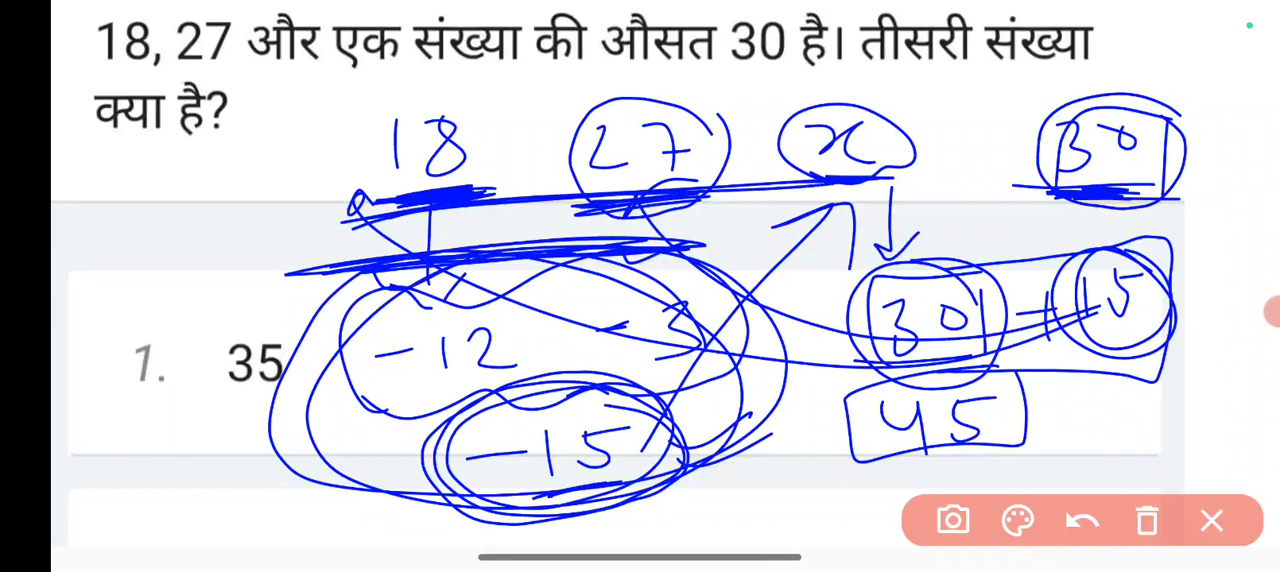 18, 27 और एक संख्या की औसत 30 है। तीसरी संख्या
क्या है?
18 27 x 30
-12 -3 30 + 15
1. 35
-15 45